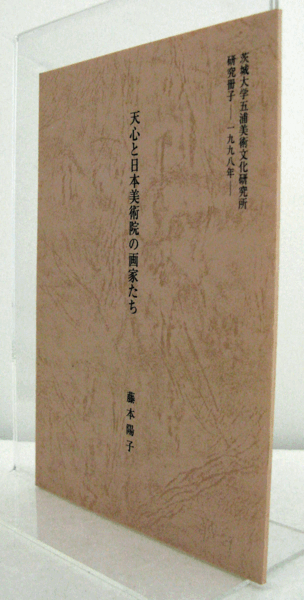 茨城大学五浦美術文化研究所
研究冊子――一九九八年――
天心と日本美術院の画家たち
藤本陽子